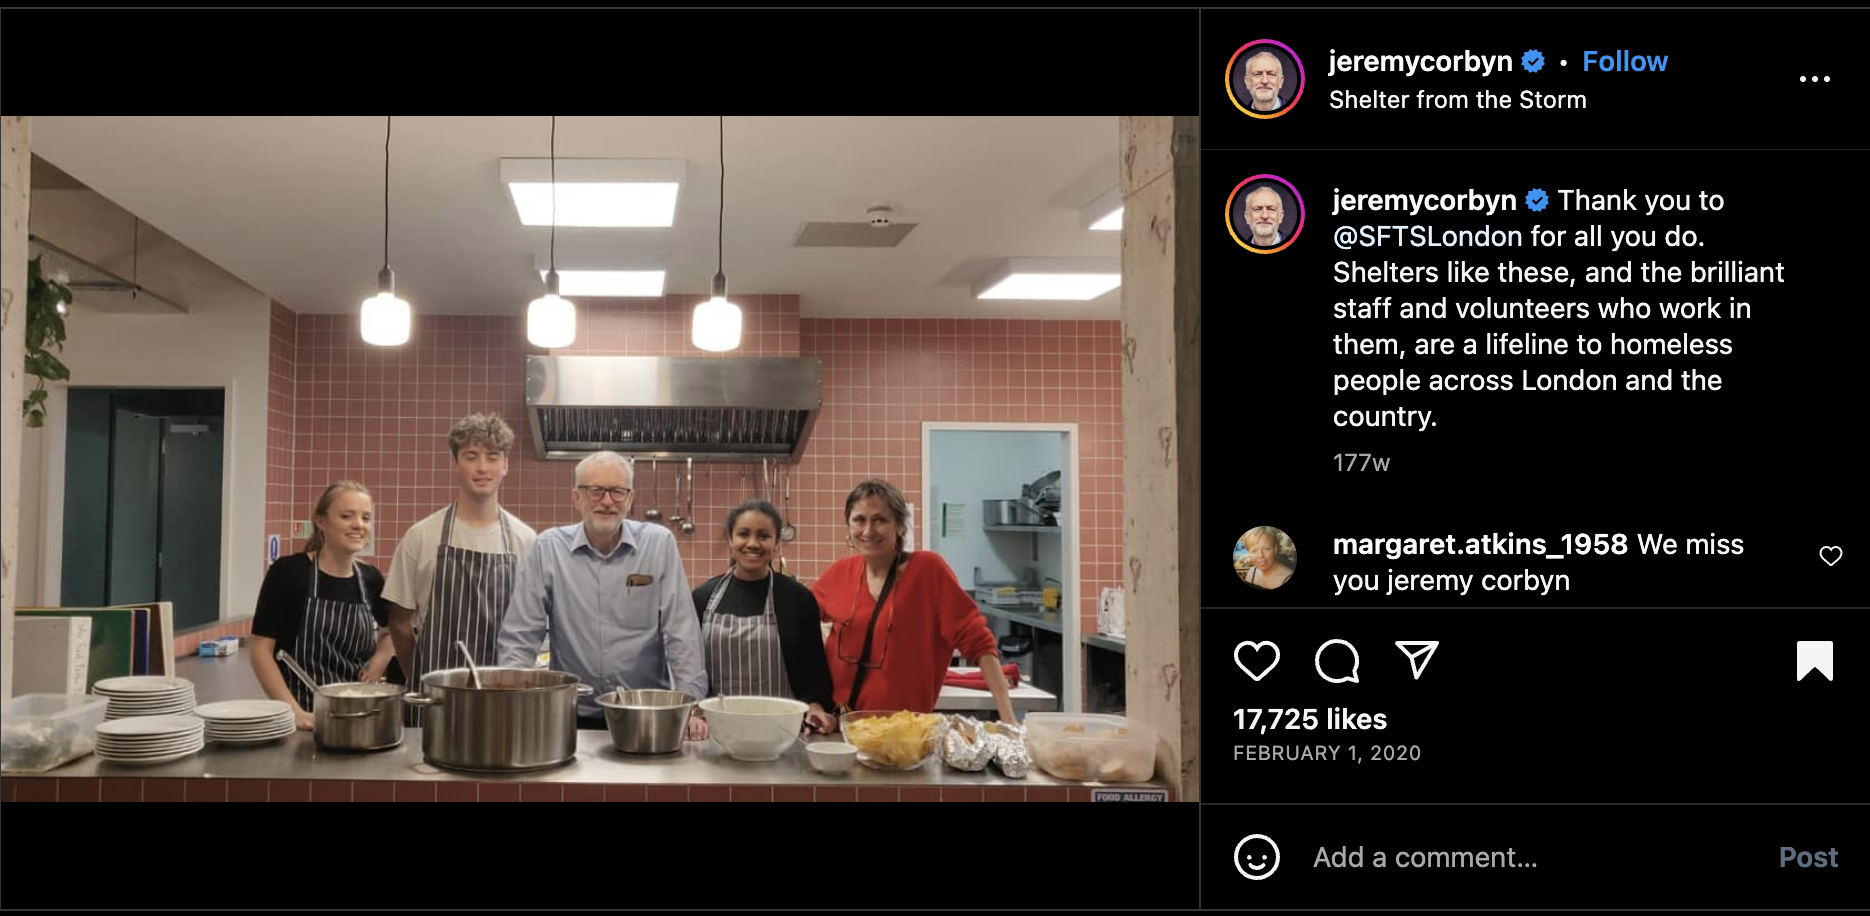 jeremycorbyn • Follow
Shelter from the Storm
jeremycorbyn Thank you to
@SFTSLondon for all you do.
Shelters like these, and the brilliant
staff and volunteers who work in
them, are a lifeline to homeless
people across London and the
country.
177w
margaret.atkins_1958 We miss
you jeremy corbyn
17,725 likes
FEBRUARY 1, 2020
Add a comment...
Post
FOOD ALLERGY